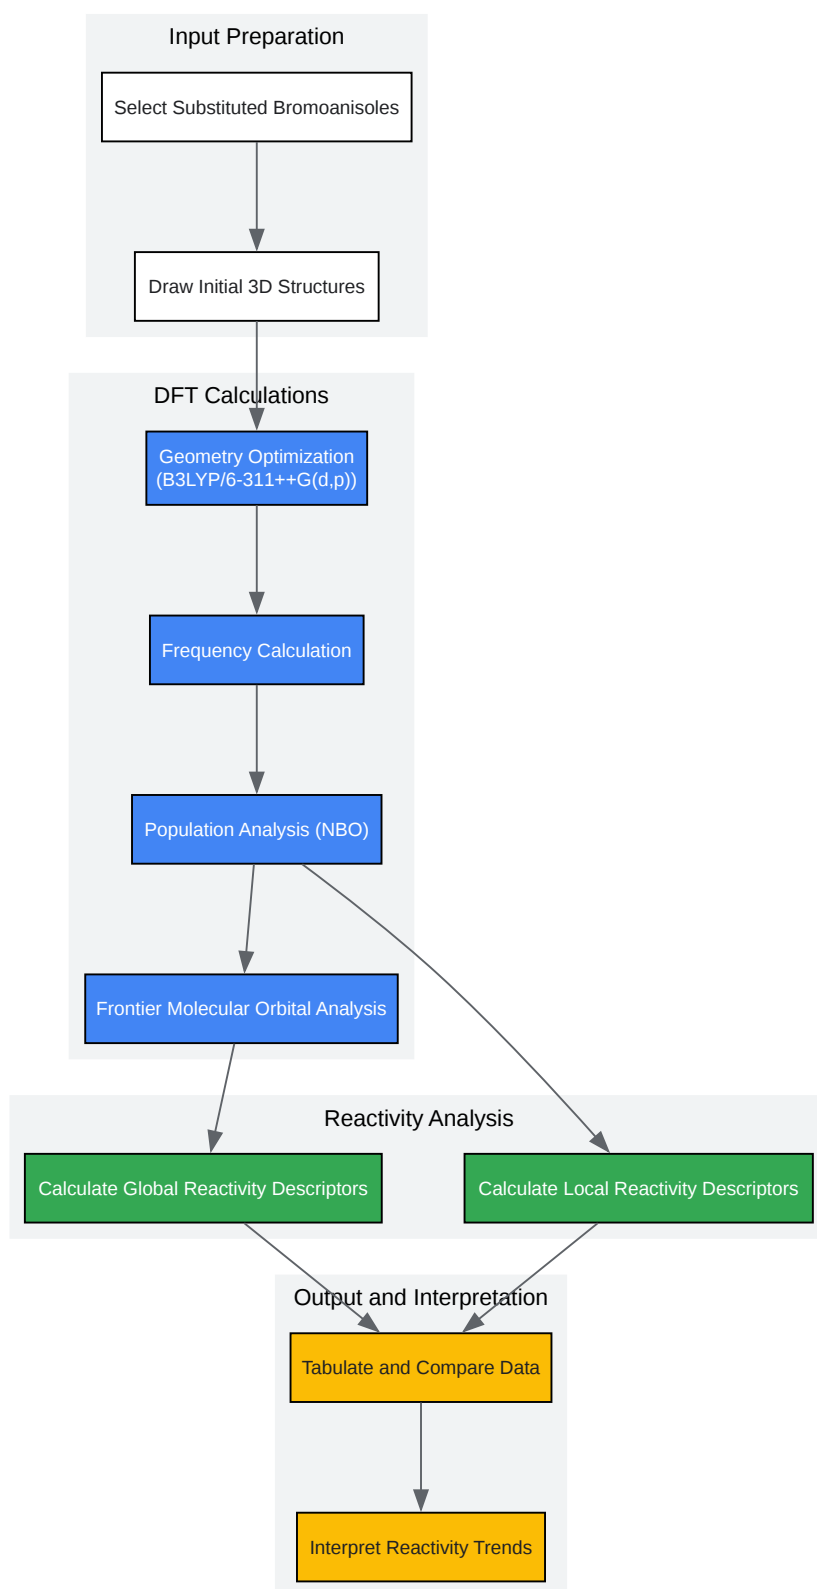 Input Preparation
Select Substituted Bromoanisoles
Draw Initial 3D Structures
DFT Calculations
Geometry Optimization
(B3LYP/6-311++G(d,p))
Frequency Calculation
Population Analysis (NBO)
Frontier Molecular Orbital Analysis
Reactivity Analysis
Calculate Global Reactivity Descriptors
Calculate Local Reactivity Descriptors
Output and Interpretation
Tabulate and Compare Data
Interpret Reactivity Trends